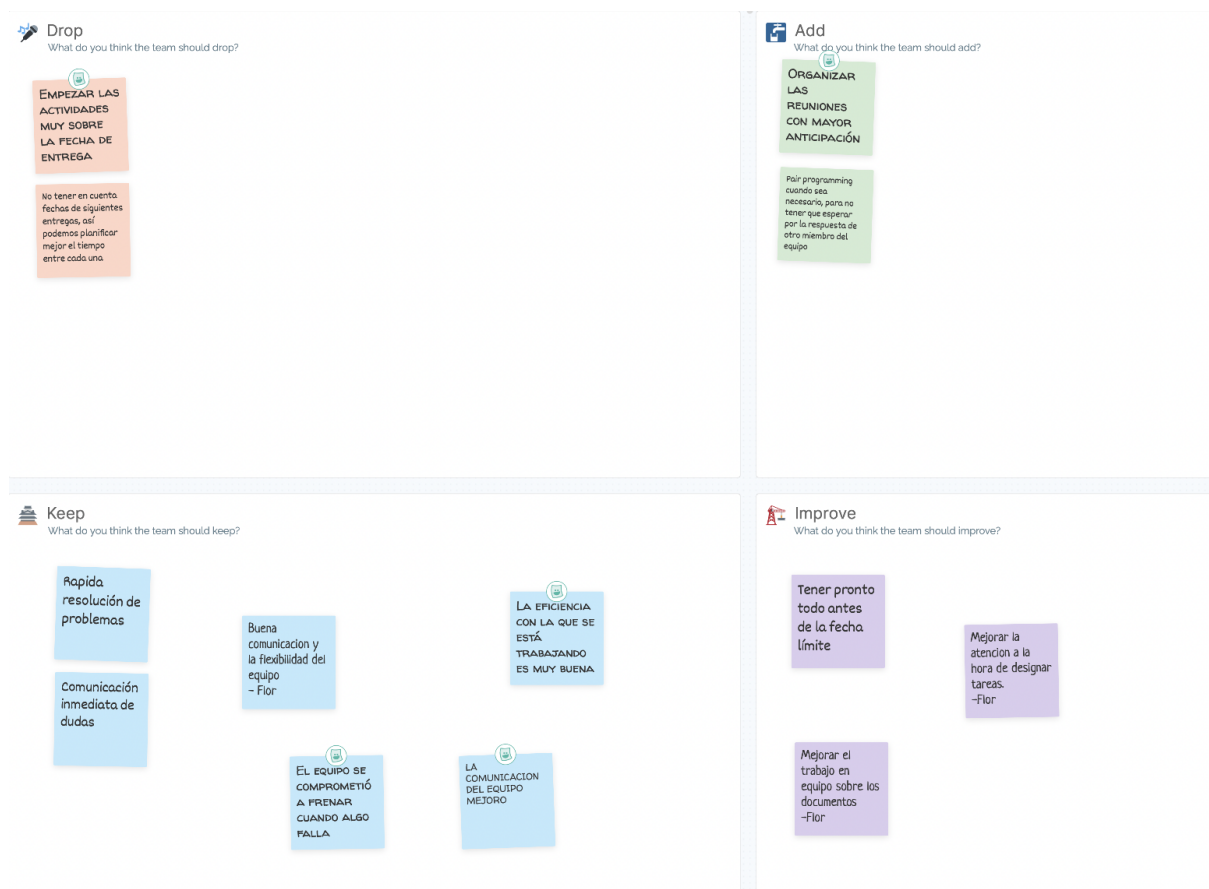 Drop
What do you think the team should drop?
EMPEZAR LAS
ACTIVIDADES
MUY SOBRE
LA FECHA DE
ENTREGA
No tener en cuenta
fechas de siguientes
entregas, así
podemos planificar
mejor el tiempo
entre cada una
Add
What do you think the team should add?
ORGANIZAR
LAS
REUNIONES
CON MAYOR
ANTICIPACIÓN
Pair programming
cuando sea
necesario, para no
tener que esperar
por la respuesta de
otro miembro del
equipo
Keep
What do you think the team should keep?
Rapida
resolución de
problemas
Comunicación
inmediata de
dudas
Buena
comunicacion y
la flexibilidad del
equipo
- Flor
LA EFICIENCIA
CON LA QUE SE
ESTÁ
TRABAJANDO
ES MUY BUENA
EL EQUIPO SE
COMPROMETIÓ
A FRENAR
CUANDO ALGO
FALLA
LA
COMUNICACION
DEL EQUIPO
MEJORO
Improve
What do you think the team should improve?
Tener pronto
todo antes
de la fecha
límite
Mejorar la
atencion a la
hora de designar
tareas.
-Flor
Mejorar el
trabajo en
equipo sobre los
documentos
-Flor